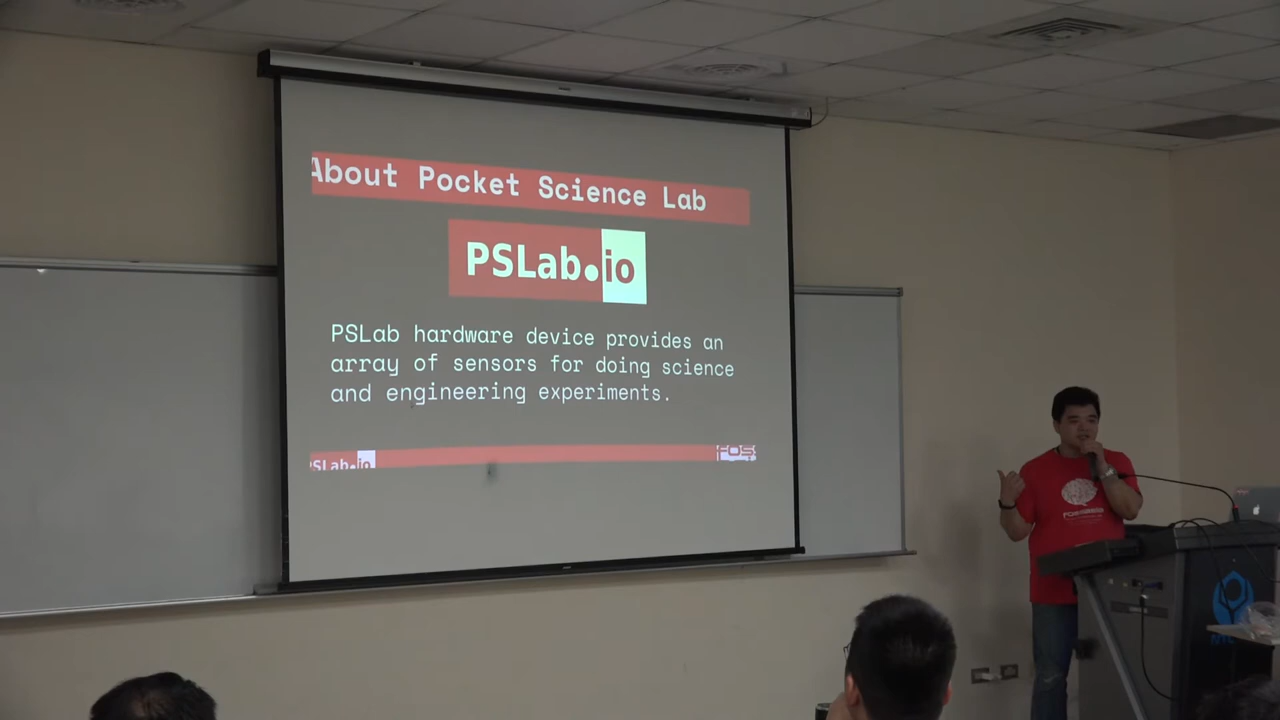 About Pocket Science Lab
PSLab.io
PSLab hardware device provides an
array of sensors for doing science
and engineering experiments.
PSLab.io
FOS